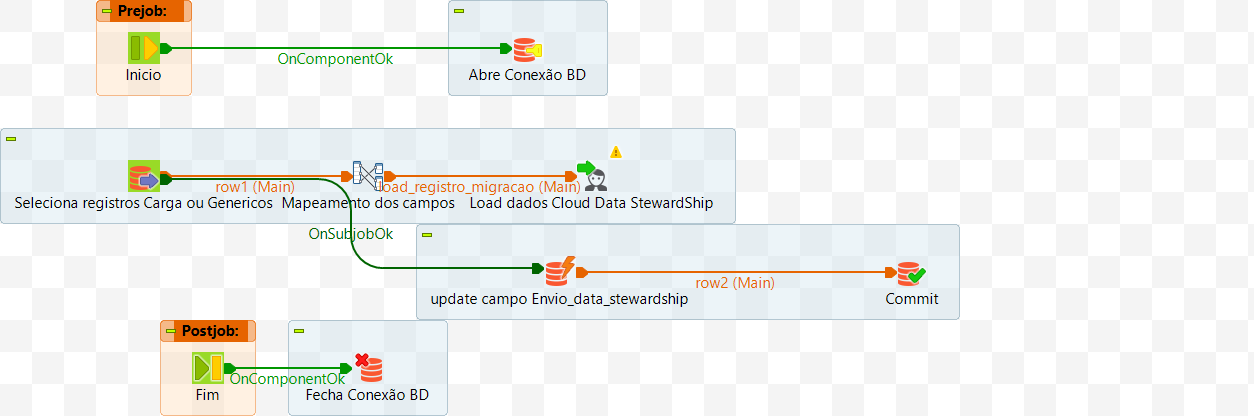 Prejob:
OnComponentOk
Inicio
Abre Conexão BD
row1 (Main)
load_registro_migracao (Main)
Seleciona registros Carga ou Genericos
Mapeamento dos campos
Load dados Cloud Data StewardShip
OnSubjobOk
row2 (Main)
update campo Envio_data_stewardship
Commit
Postjob:
OnComponentOk
Fim
Fecha Conexão BD